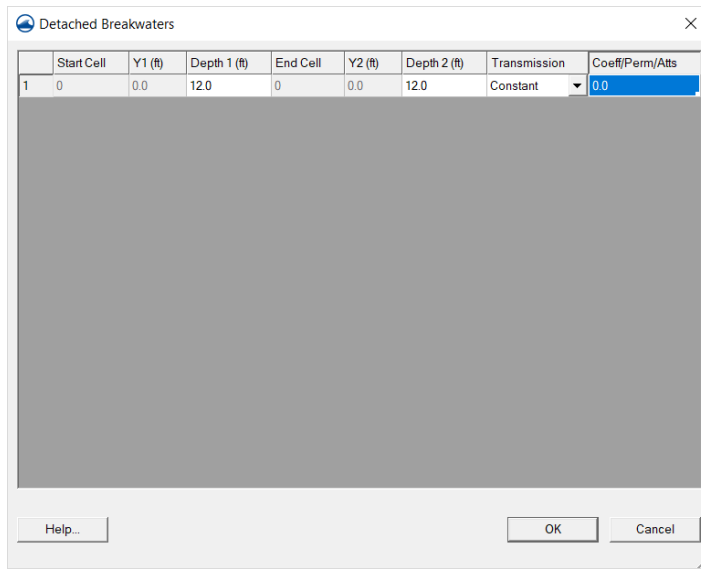 Detached Breakwaters
Start Cell Y1 (ft) Depth 1 (ft) End Cell Y2 (ft) Depth 2 (ft) Transmission Coeff/Perm/Atts
1 0 0.0 12.0 0 0.0 12.0 Constant 0.0
Help... OK Cancel